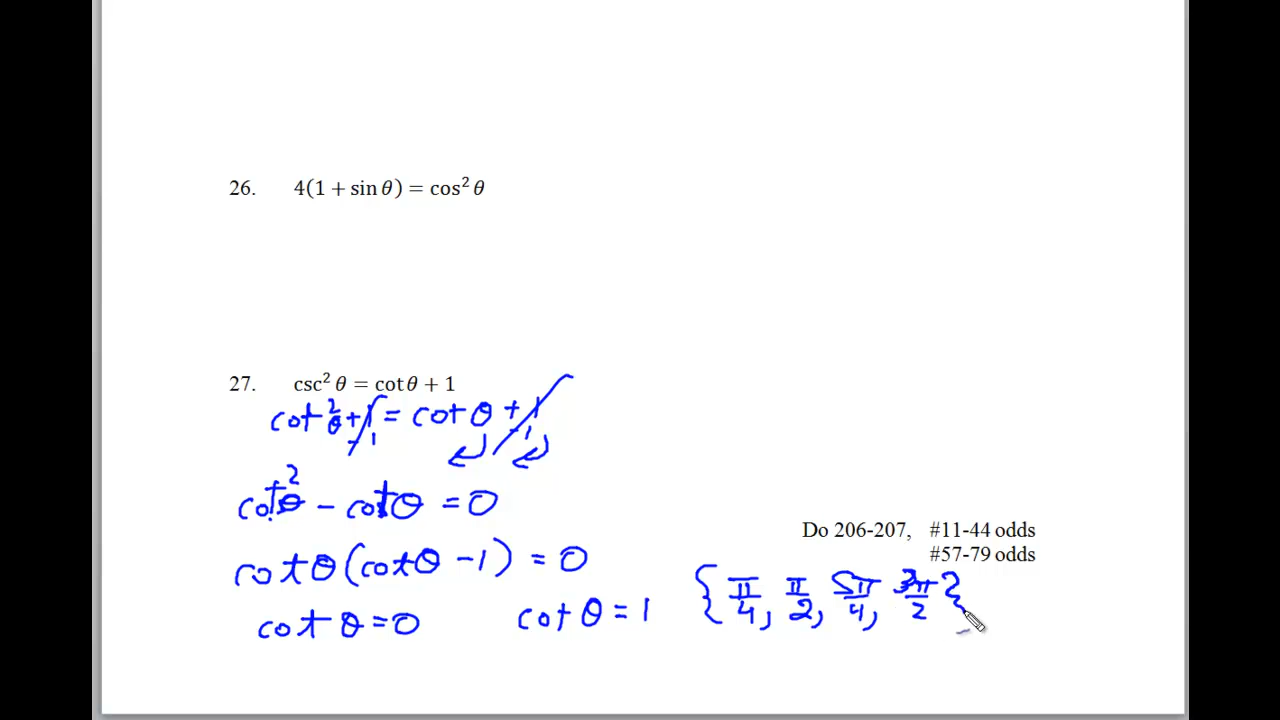 26. 4(1 + sin θ) = cos² θ
27. csc² θ = cot θ + 1
cot²θ + 1 = cot θ + 1
- 1 - 1
cot²θ - cot θ = 0
Do 206-207, #11-44 odds
#57-79 odds
cot θ (cot θ - 1) = 0
cot θ = 0 cot θ = 1 {π/4, π/2, 5π/4, 3π/2}